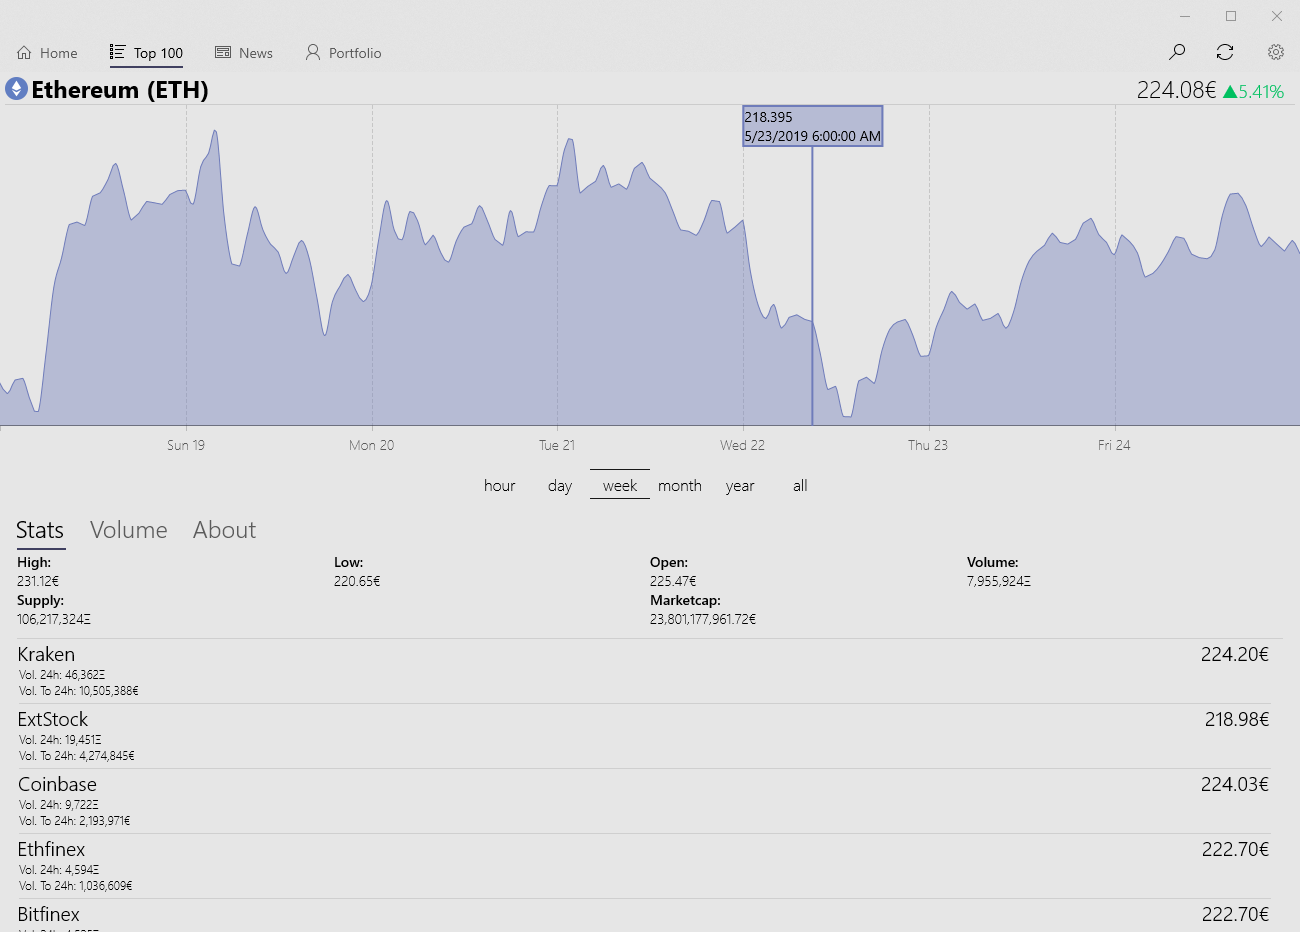 Home Top 100 News Portfolio
Ethereum (ETH) 224.08€ ▲5.41%
218.395
5/23/2019 6:00:00 AM
Sun 19 Mon 20 Tue 21 Wed 22 Thu 23 Fri 24
hour day week month year all
Stats Volume About
High: Low: Open: Volume:
231.12€ 220.65€ 225.47€ 7,955,924Ξ
Supply: Marketcap:
106,217,324Ξ 23,801,177,961.72€
Kraken 224.20€
Vol. 24h: 46,362Ξ
Vol. To 24h: 10,505,388€
ExtStock 218.98€
Vol. 24h: 19,451Ξ
Vol. To 24h: 4,274,845€
Coinbase 224.03€
Vol. 24h: 9,722Ξ
Vol. To 24h: 2,193,971€
Ethfinex 222.70€
Vol. 24h: 4,594Ξ
Vol. To 24h: 1,036,609€
Bitfinex 222.70€